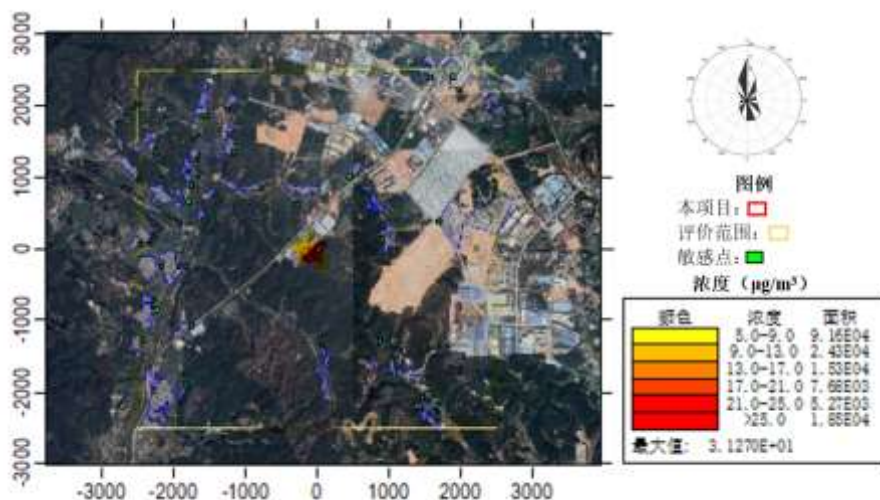 3000
2000
1000
0
-1000
-2000
-3000
-3000 -2000 -1000 0 1000 2000 3000
图例
本项目：
评价范围：
敏感点：
浓度（μg/m³）
颜色 浓度 面积
5.0-9.0 9.16E04
9.0-13.0 2.43E04
13.0-17.0 1.53E04
17.0-21.0 7.68E03
21.0-25.0 5.27E03
>25.0 1.85E04
最大值: 3.1270E+01